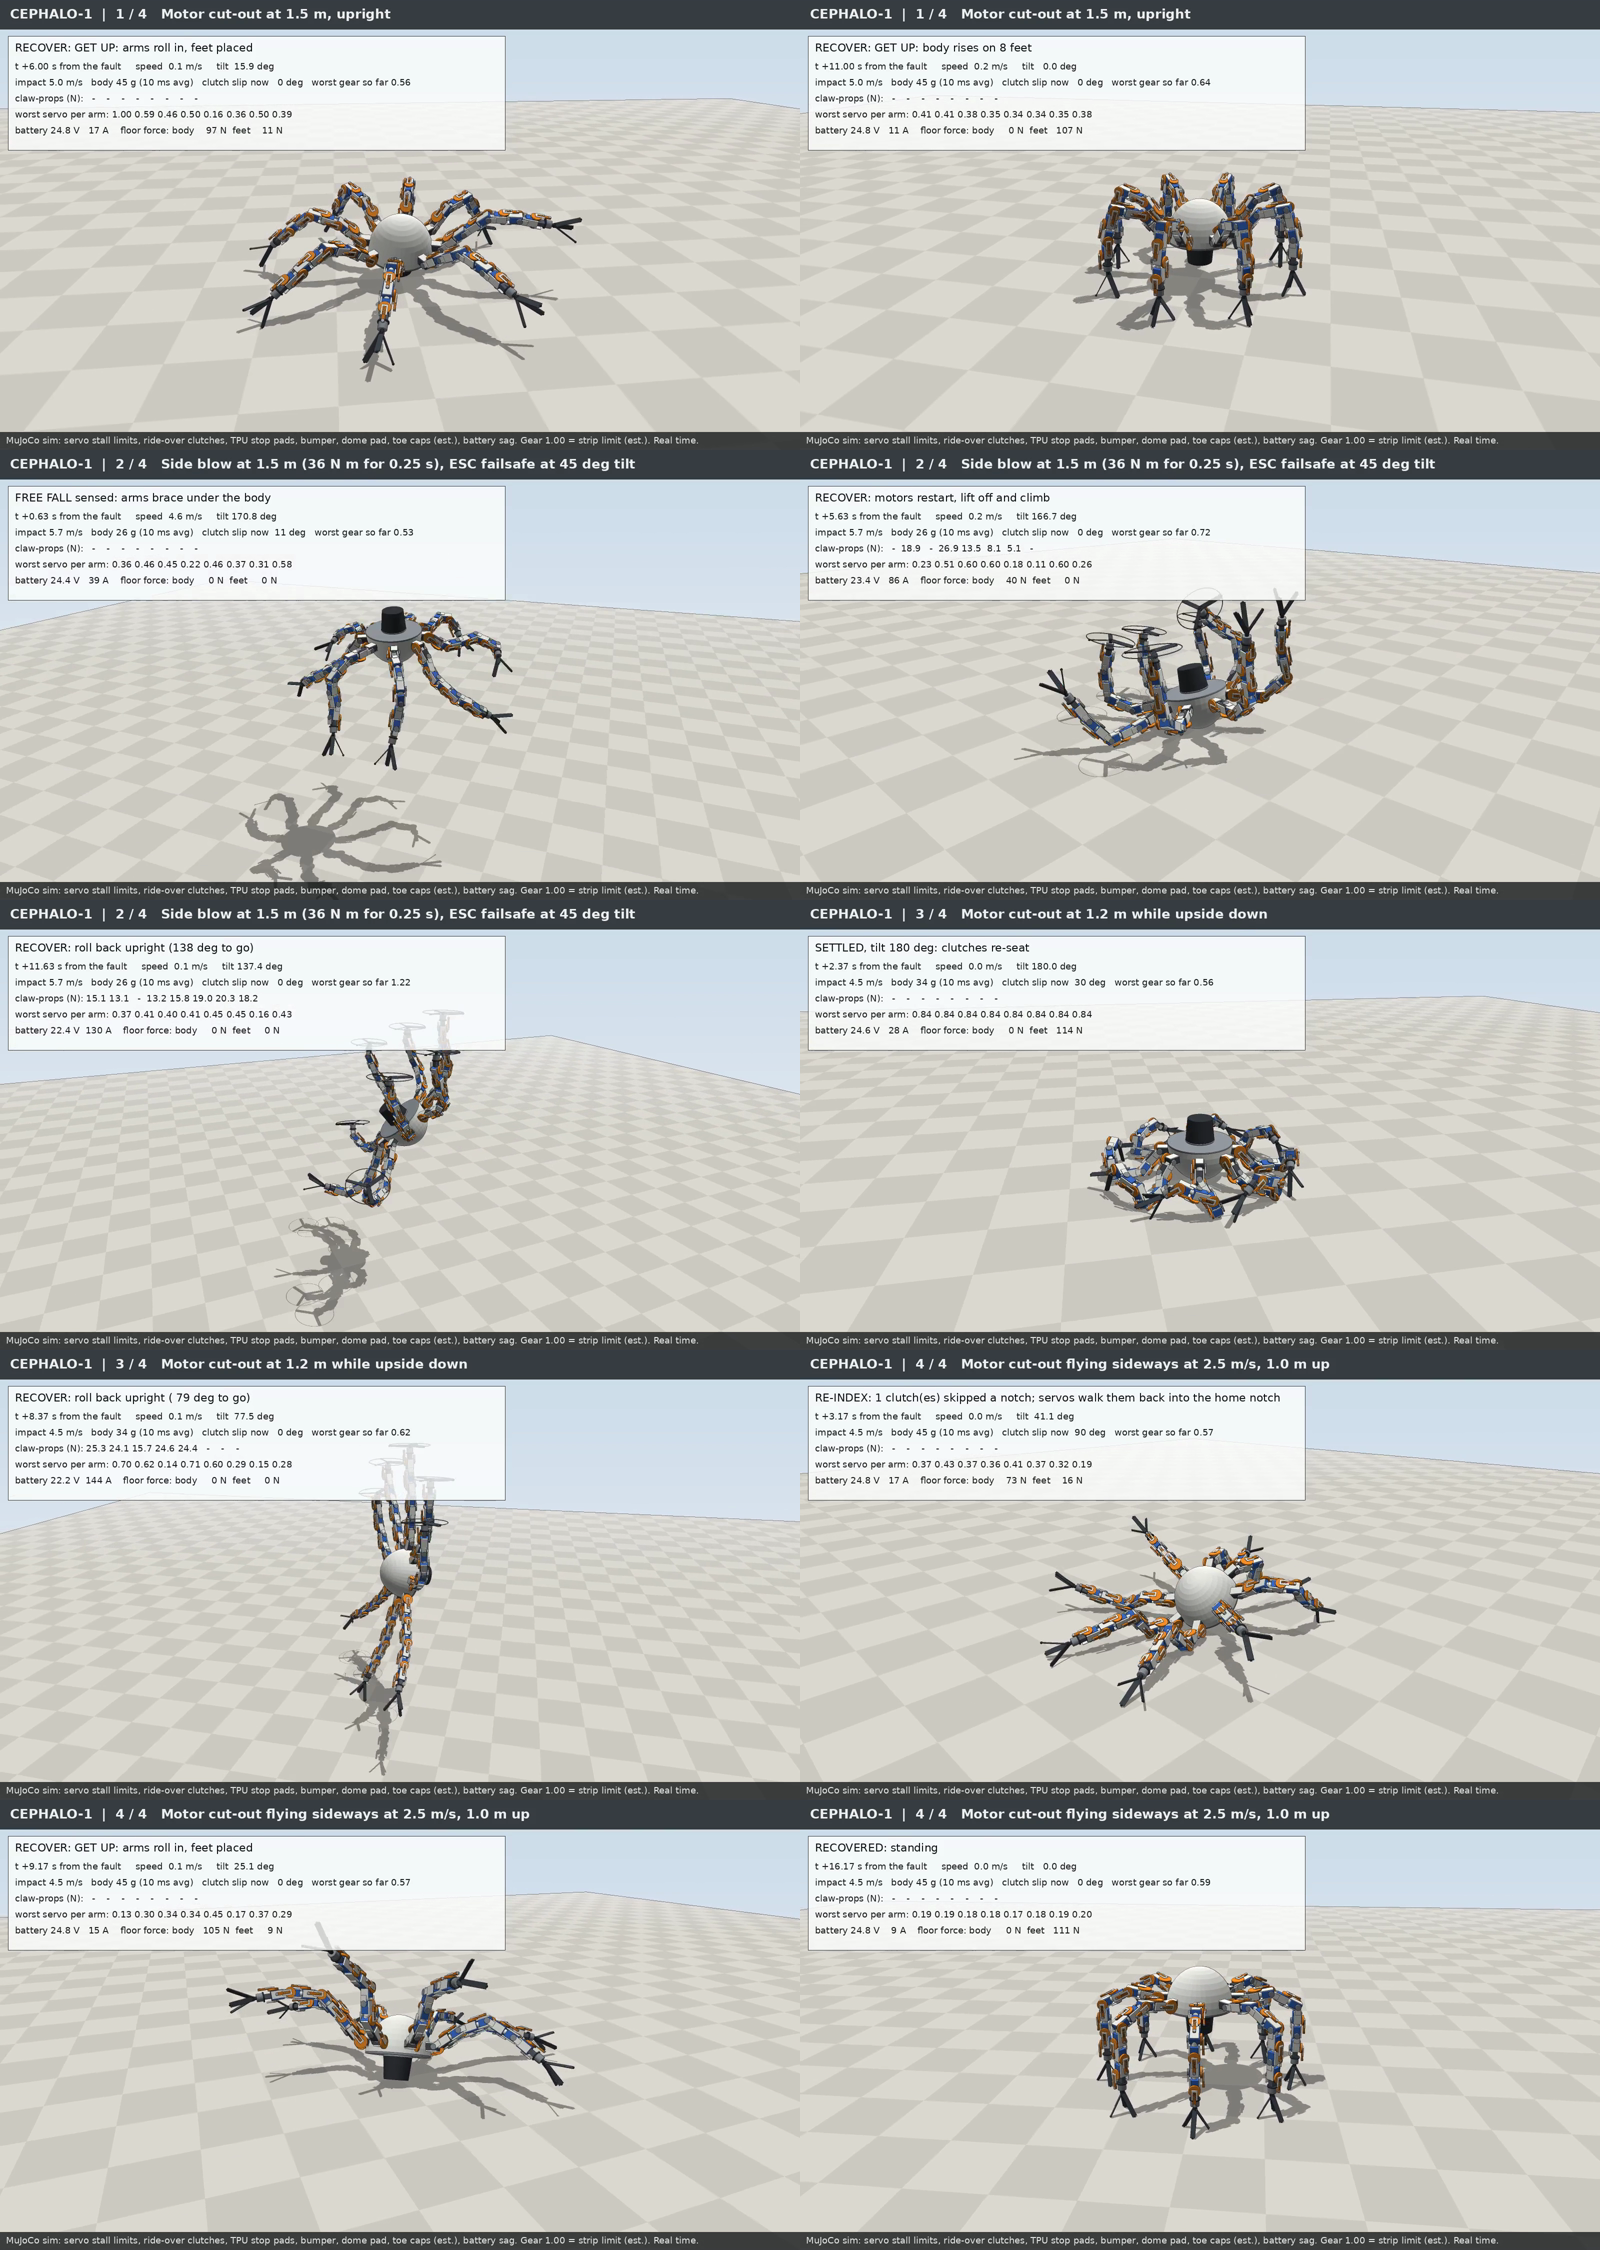 CEPHALO-1 | 1 / 4 Motor cut-out at 1.5 m, upright
RECOVER: GET UP: arms roll in, feet placed
t +6.00 s from the fault speed 0.1 m/s tilt 15.9 deg
impact 5.0 m/s body 45 g (10 ms avg) clutch slip now 0 deg worst gear so far 0.56
claw-props (N): - - - - - - - -
worst servo per arm: 1.00 0.59 0.46 0.50 0.16 0.36 0.50 0.39
battery 24.8 V 17 A floor force: body 97 N feet 11 N
MuJoCo sim: servo stall limits, ride-over clutches, TPU stop pads, bumper, dome pad, toe caps (est.), battery sag. Gear 1.00 = strip limit (est.). Real time.
CEPHALO-1 | 1 / 4 Motor cut-out at 1.5 m, upright
RECOVER: GET UP: body rises on 8 feet
t +11.00 s from the fault speed 0.2 m/s tilt 0.0 deg
impact 5.0 m/s body 45 g (10 ms avg) clutch slip now 0 deg worst gear so far 0.64
claw-props (N): - - - - - - - -
worst servo per arm: 0.41 0.41 0.38 0.35 0.34 0.34 0.35 0.38
battery 24.8 V 11 A floor force: body 0 N feet 107 N
MuJoCo sim: servo stall limits, ride-over clutches, TPU stop pads, bumper, dome pad, toe caps (est.), battery sag. Gear 1.00 = strip limit (est.). Real time.
CEPHALO-1 | 2 / 4 Side blow at 1.5 m (36 N m for 0.25 s), ESC failsafe at 45 deg tilt
FREE FALL sensed: arms brace under the body
t +0.63 s from the fault speed 4.6 m/s tilt 170.8 deg
impact 5.7 m/s body 26 g (10 ms avg) clutch slip now 11 deg worst gear so far 0.53
claw-props (N): - - - - - - - -
worst servo per arm: 0.36 0.46 0.45 0.22 0.46 0.37 0.31 0.58
battery 24.4 V 39 A floor force: body 0 N feet 0 N
MuJoCo sim: servo stall limits, ride-over clutches, TPU stop pads, bumper, dome pad, toe caps (est.), battery sag. Gear 1.00 = strip limit (est.). Real time.
CEPHALO-1 | 2 / 4 Side blow at 1.5 m (36 N m for 0.25 s), ESC failsafe at 45 deg tilt
RECOVER: motors restart, lift off and climb
t +5.63 s from the fault speed 0.2 m/s tilt 166.7 deg
impact 5.7 m/s body 26 g (10 ms avg) clutch slip now 0 deg worst gear so far 0.72
claw-props (N): - 18.9 - 26.9 13.5 8.1 5.1 -
worst servo per arm: 0.23 0.51 0.60 0.60 0.18 0.11 0.60 0.26
battery 23.4 V 86 A floor force: body 40 N feet 0 N
MuJoCo sim: servo stall limits, ride-over clutches, TPU stop pads, bumper, dome pad, toe caps (est.), battery sag. Gear 1.00 = strip limit (est.). Real time.
CEPHALO-1 | 2 / 4 Side blow at 1.5 m (36 N m for 0.25 s), ESC failsafe at 45 deg tilt
RECOVER: roll back upright (138 deg to go)
t +11.63 s from the fault speed 0.1 m/s tilt 137.4 deg
impact 5.7 m/s body 26 g (10 ms avg) clutch slip now 0 deg worst gear so far 1.22
claw-props (N): 15.1 13.1 - 13.2 15.8 19.0 20.3 18.2
worst servo per arm: 0.37 0.41 0.40 0.41 0.45 0.45 0.16 0.43
battery 22.4 V 130 A floor force: body 0 N feet 0 N
MuJoCo sim: servo stall limits, ride-over clutches, TPU stop pads, bumper, dome pad, toe caps (est.), battery sag. Gear 1.00 = strip limit (est.). Real time.
CEPHALO-1 | 3 / 4 Motor cut-out at 1.2 m while upside down
SETTLED, tilt 180 deg: clutches re-seat
t +2.37 s from the fault speed 0.0 m/s tilt 180.0 deg
impact 4.5 m/s body 34 g (10 ms avg) clutch slip now 30 deg worst gear so far 0.56
claw-props (N): - - - - - - - -
worst servo per arm: 0.84 0.84 0.84 0.84 0.84 0.84 0.84 0.84
battery 24.6 V 28 A floor force: body 0 N feet 114 N
MuJoCo sim: servo stall limits, ride-over clutches, TPU stop pads, bumper, dome pad, toe caps (est.), battery sag. Gear 1.00 = strip limit (est.). Real time.
CEPHALO-1 | 3 / 4 Motor cut-out at 1.2 m while upside down
RECOVER: roll back upright ( 79 deg to go)
t +8.37 s from the fault speed 0.1 m/s tilt 77.5 deg
impact 4.5 m/s body 34 g (10 ms avg) clutch slip now 0 deg worst gear so far 0.62
claw-props (N): 25.3 24.1 15.7 24.6 24.4 - - -
worst servo per arm: 0.70 0.62 0.14 0.71 0.60 0.29 0.15 0.28
battery 22.2 V 144 A floor force: body 0 N feet 0 N
MuJoCo sim: servo stall limits, ride-over clutches, TPU stop pads, bumper, dome pad, toe caps (est.), battery sag. Gear 1.00 = strip limit (est.). Real time.
CEPHALO-1 | 4 / 4 Motor cut-out flying sideways at 2.5 m/s, 1.0 m up
RE-INDEX: 1 clutch(es) skipped a notch; servos walk them back into the home notch
t +3.17 s from the fault speed 0.0 m/s tilt 41.1 deg
impact 4.5 m/s body 45 g (10 ms avg) clutch slip now 90 deg worst gear so far 0.57
claw-props (N): - - - - - - - -
worst servo per arm: 0.37 0.43 0.37 0.36 0.41 0.37 0.32 0.19
battery 24.8 V 17 A floor force: body 73 N feet 16 N
MuJoCo sim: servo stall limits, ride-over clutches, TPU stop pads, bumper, dome pad, toe caps (est.), battery sag. Gear 1.00 = strip limit (est.). Real time.
CEPHALO-1 | 4 / 4 Motor cut-out flying sideways at 2.5 m/s, 1.0 m up
RECOVER: GET UP: arms roll in, feet placed
t +9.17 s from the fault speed 0.1 m/s tilt 25.1 deg
impact 4.5 m/s body 45 g (10 ms avg) clutch slip now 0 deg worst gear so far 0.57
claw-props (N): - - - - - - - -
worst servo per arm: 0.13 0.30 0.34 0.34 0.45 0.17 0.37 0.29
battery 24.8 V 15 A floor force: body 105 N feet 9 N
MuJoCo sim: servo stall limits, ride-over clutches, TPU stop pads, bumper, dome pad, toe caps (est.), battery sag. Gear 1.00 = strip limit (est.). Real time.
CEPHALO-1 | 4 / 4 Motor cut-out flying sideways at 2.5 m/s, 1.0 m up
RECOVERED: standing
t +16.17 s from the fault speed 0.0 m/s tilt 0.0 deg
impact 4.5 m/s body 45 g (10 ms avg) clutch slip now 0 deg worst gear so far 0.59
claw-props (N): - - - - - - - -
worst servo per arm: 0.19 0.19 0.18 0.18 0.17 0.18 0.19 0.20
battery 24.8 V 9 A floor force: body 0 N feet 111 N
MuJoCo sim: servo stall limits, ride-over clutches, TPU stop pads, bumper, dome pad, toe caps (est.), battery sag. Gear 1.00 = strip limit (est.). Real time.